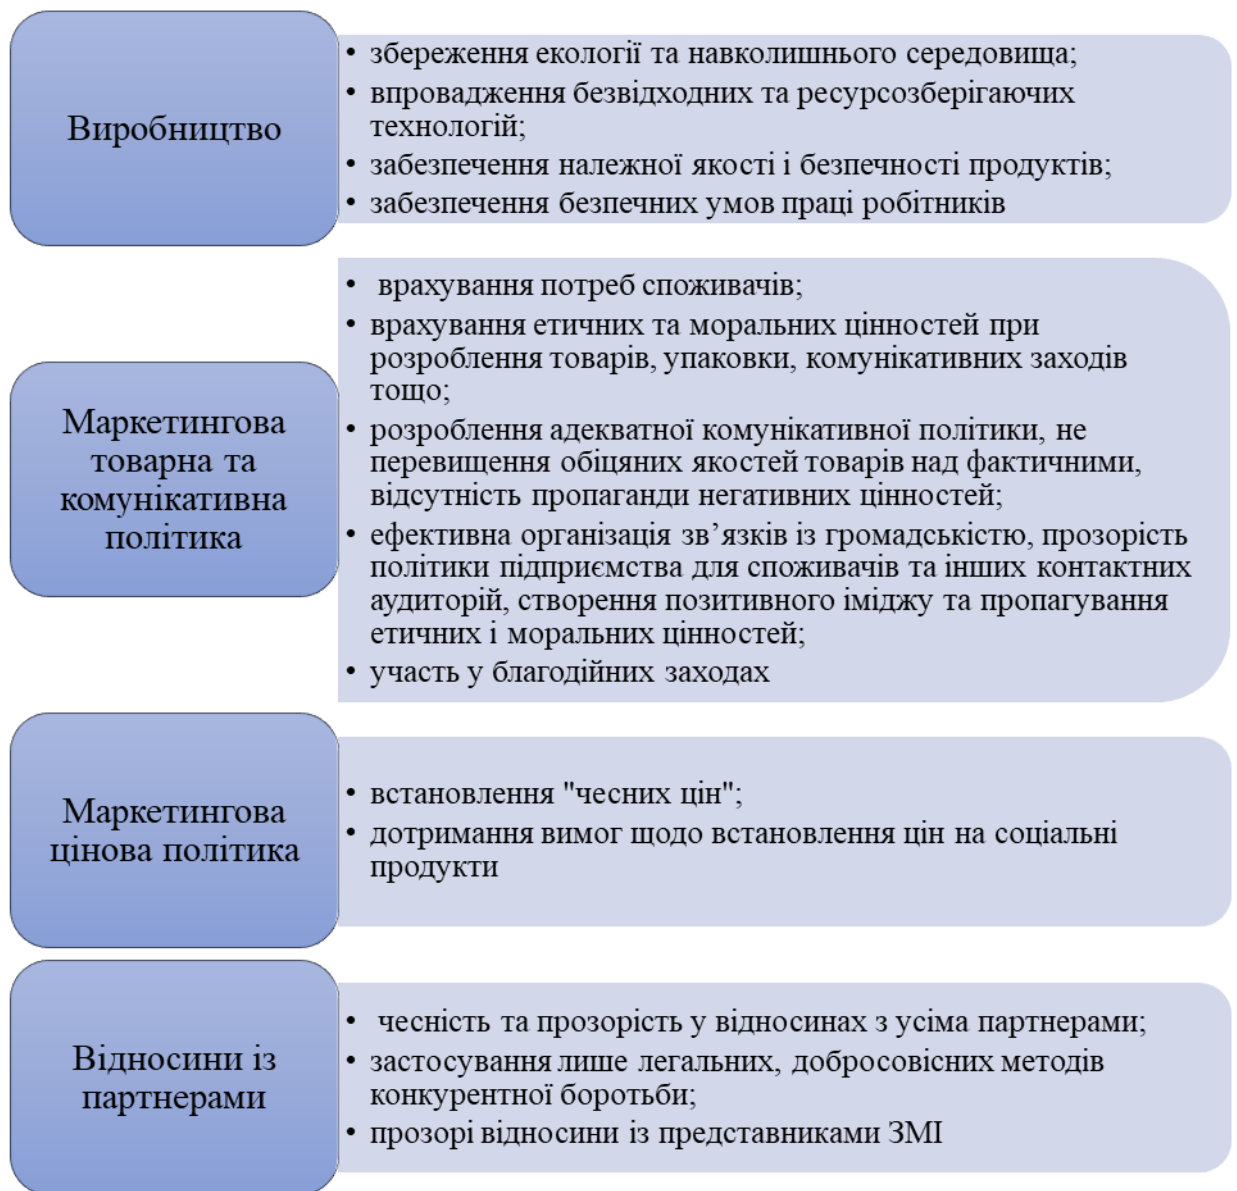 Виробництво
• збереження екології та навколишнього середовища;
• впровадження безвідходних та ресурсозберігаючих
технологій;
• забезпечення належної якості і безпечності продуктів;
• забезпечення безпечних умов праці робітників
Маркетингова
товарна та
комунікативна
політика
• врахування потреб споживачів;
• врахування етичних та моральних цінностей при
розроблення товарів, упаковки, комунікативних заходів
тощо;
• розроблення адекватної комунікативної політики, не
перевищення обіцяних якостей товарів над фактичними,
відсутність пропаганди негативних цінностей;
• ефективна організація зв’язків із громадськістю, прозорість
політики підприємства для споживачів та інших контактних
аудиторій, створення позитивного іміджу та пропагування
етичних і моральних цінностей;
• участь у благодійних заходах
Маркетингова
цінова політика
• встановлення "чесних цін";
• дотримання вимог щодо встановлення цін на соціальні
продукти
Відносини із
партнерами
• чесність та прозорість у відносинах з усіма партнерами;
• застосування лише легальних, добросовісних методів
конкурентної боротьби;
• прозорі відносини із представниками ЗМІ